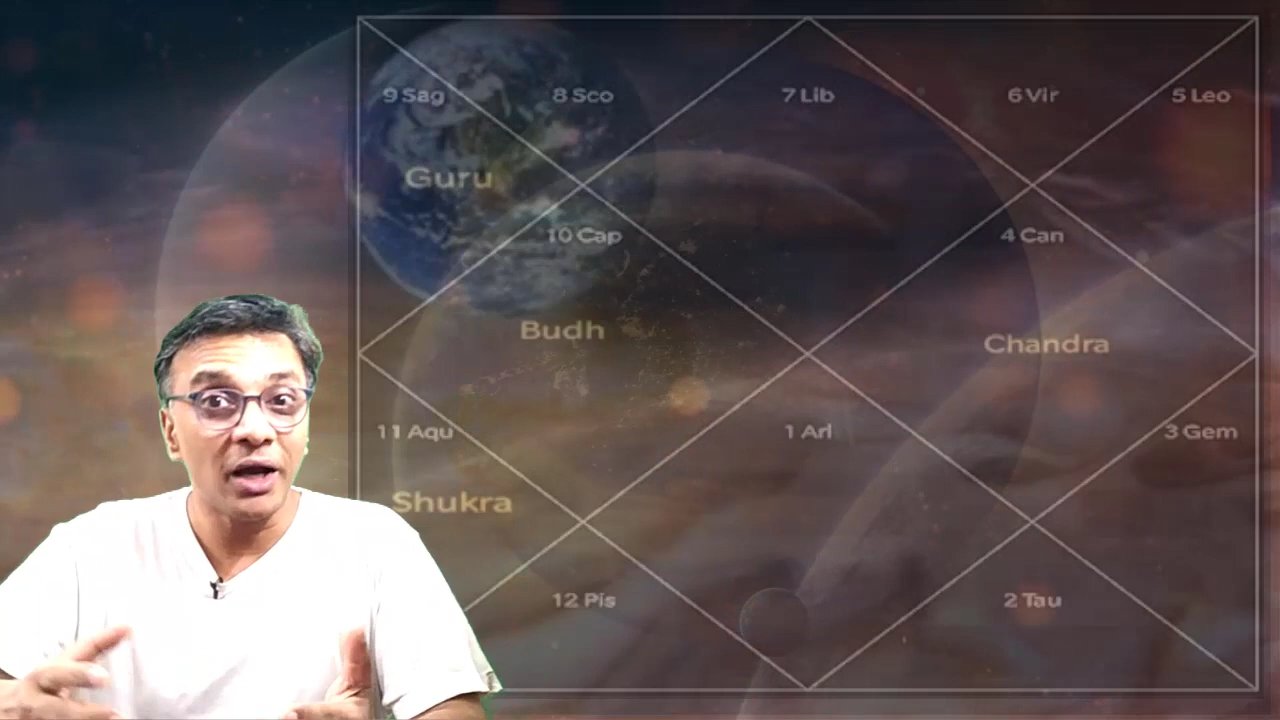 9 Sag 8 Sco 7 Lib 6 Vir 5 Leo
Guru
10 Cap 4 Can
Budh
Chandra
11 Aqu 1 Ari 3 Gem
Shukra
12 Pis 2 Tau